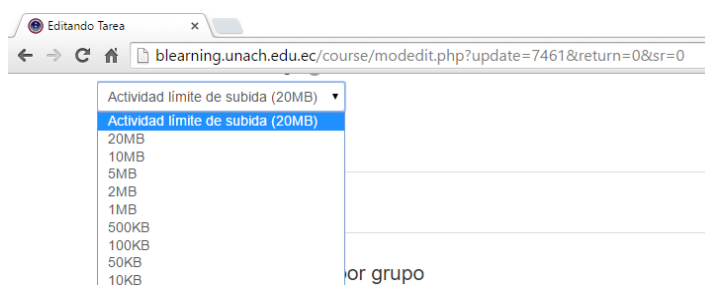 Editando Tarea
blearning.unach.edu.ec/course/modedit.php?update=7461&return=0&sr=0
Actividad límite de subida (20MB)
Actividad límite de subida (20MB)
20MB
10MB
5MB
2MB
1MB
500KB
100KB
50KB
10KB
por grupo